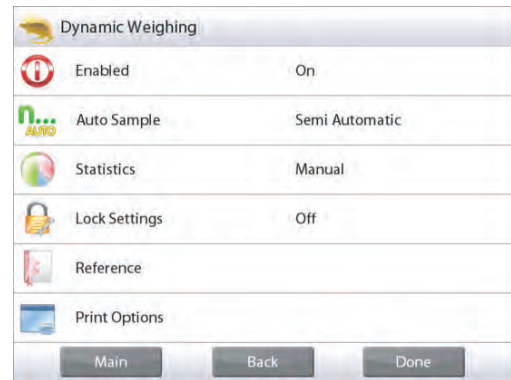 Dynamic Weighing
Enabled On
n... AUTO Auto Sample Semi Automatic
Statistics Manual
Lock Settings Off
Reference
Print Options
Main Back Done